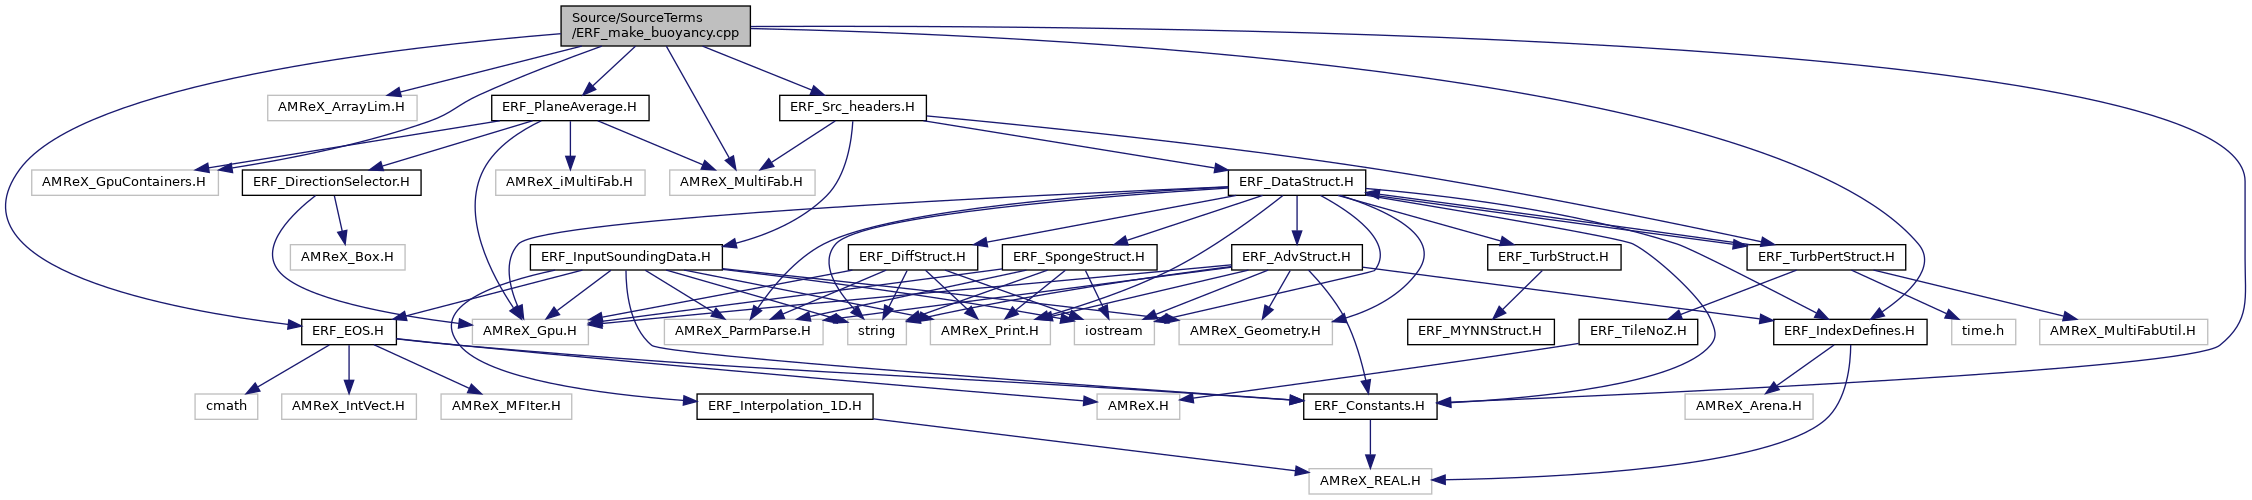 Source/SourceTerms
/ERF_make_buoyancy.cpp
AMReX_ArrayLim.H
ERF_PlaneAverage.H
ERF_Src_headers.H
AMReX_GpuContainers.H
ERF_DirectionSelector.H
AMReX_iMultiFab.H
AMReX_MultiFab.H
ERF_DataStruct.H
AMReX_Box.H
ERF_InputSoundingData.H
ERF_DiffStruct.H
ERF_SpongeStruct.H
ERF_AdvStruct.H
ERF_TurbStruct.H
ERF_TurbPertStruct.H
ERF_EOS.H
AMReX_Gpu.H
AMReX_ParmParse.H
string
AMReX_Print.H
iostream
AMReX_Geometry.H
ERF_MYNNStruct.H
ERF_TileNoZ.H
ERF_IndexDefines.H
time.h
AMReX_MultiFabUtil.H
cmath
AMReX_IntVect.H
AMReX_MFIter.H
ERF_Interpolation_1D.H
AMReX.H
ERF_Constants.H
AMReX_Arena.H
AMReX_REAL.H